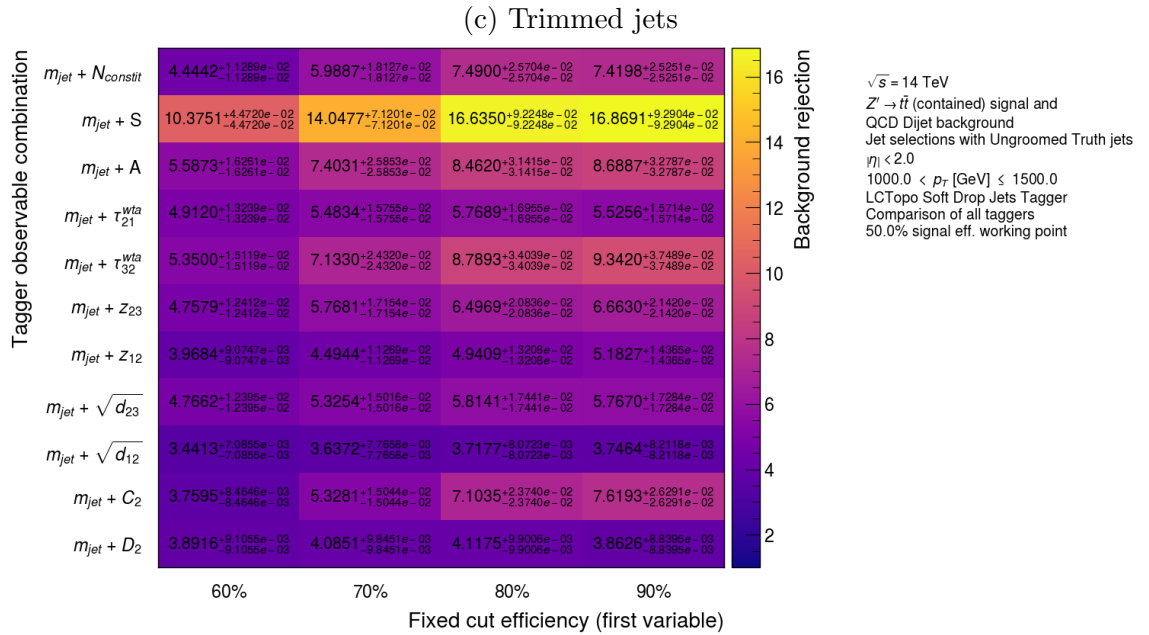 (c) Trimmed jets
Tagger observable combination
m_jet + N_constit 4.4442 +1.1289e−02 −1.1289e−02 5.9887 +1.8127e−02 −1.8127e−02 7.4900 +2.5704e−02 −2.5704e−02 7.4198 +2.5251e−02 −2.5251e−02
m_jet + S 10.3751 +4.4720e−02 −4.4720e−02 14.0477 +7.1201e−02 −7.1201e−02 16.6350 +9.2248e−02 −9.2248e−02 16.8691 +9.2904e−02 −9.2904e−02
m_jet + A 5.5873 +1.6261e−02 −1.6261e−02 7.4031 +2.5853e−02 −2.5853e−02 8.4620 +3.1415e−02 −3.1415e−02 8.6887 +3.2787e−02 −3.2787e−02
m_jet + τ_21^wta 4.9120 +1.3239e−02 −1.3239e−02 5.4834 +1.5755e−02 −1.5755e−02 5.7689 +1.6955e−02 −1.6955e−02 5.5256 +1.5714e−02 −1.5714e−02
m_jet + τ_32^wta 5.3500 +1.5119e−02 −1.5119e−02 7.1330 +2.4320e−02 −2.4320e−02 8.7893 +3.4039e−02 −3.4039e−02 9.3420 +3.7489e−02 −3.7489e−02
m_jet + z_23 4.7579 +1.2412e−02 −1.2412e−02 5.7681 +1.7154e−02 −1.7154e−02 6.4969 +2.0836e−02 −2.0836e−02 6.6630 +2.1420e−02 −2.1420e−02
m_jet + z_12 3.9684 +9.0747e−03 −9.0747e−03 4.4944 +1.1269e−02 −1.1269e−02 4.9409 +1.3208e−02 −1.3208e−02 5.1827 +1.4365e−02 −1.4365e−02
m_jet + √d_23 4.7662 +1.2395e−02 −1.2395e−02 5.3254 +1.5016e−02 −1.5016e−02 5.8141 +1.7441e−02 −1.7441e−02 5.7670 +1.7284e−02 −1.7284e−02
m_jet + √d_12 3.4413 +7.0855e−03 −7.0855e−03 3.6372 +7.7658e−03 −7.7658e−03 3.7177 +8.0723e−03 −8.0723e−03 3.7464 +8.2118e−03 −8.2118e−03
m_jet + C_2 3.7595 +8.4646e−03 −8.4646e−03 5.3281 +1.5044e−02 −1.5044e−02 7.1035 +2.3740e−02 −2.3740e−02 7.6193 +2.6291e−02 −2.6291e−02
m_jet + D_2 3.8916 +9.1055e−03 −9.1055e−03 4.0851 +9.8451e−03 −9.8451e−03 4.1175 +9.9006e−03 −9.9006e−03 3.8626 +8.8395e−03 −8.8395e−03
60% 70% 80% 90%
Fixed cut efficiency (first variable)
16
14
12
10
8
6
4
2
Background rejection
√s = 14 TeV
Z′ → tt̄ (contained) signal and
QCD Dijet background
Jet selections with Ungroomed Truth jets
|η| < 2.0
1000.0 < p_T [GeV] ≤ 1500.0
LCTopo Soft Drop Jets Tagger
Comparison of all taggers
50.0% signal eff. working point